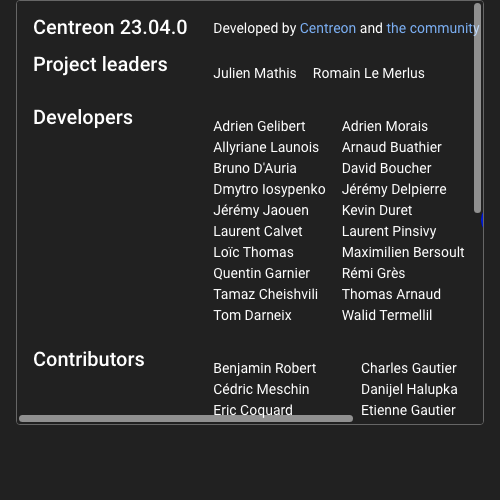 Centreon 23.04.0 Developed by Centreon and the community
Project leaders
Julien Mathis Romain Le Merlus
Developers
Adrien Gelibert Adrien Morais
Allyriane Launois Arnaud Buathier
Bruno D'Auria David Boucher
Dmytro Iosypenko Jérémy Delpierre
Jérémy Jaouen Kevin Duret
Laurent Calvet Laurent Pinsivy
Loïc Thomas Maximilien Bersoult
Quentin Garnier Rémi Grès
Tamaz Cheishvili Thomas Arnaud
Tom Darneix Walid Termellil
Contributors
Benjamin Robert Charles Gautier
Cédric Meschin Danijel Halupka
Eric Coquard Etienne Gautier